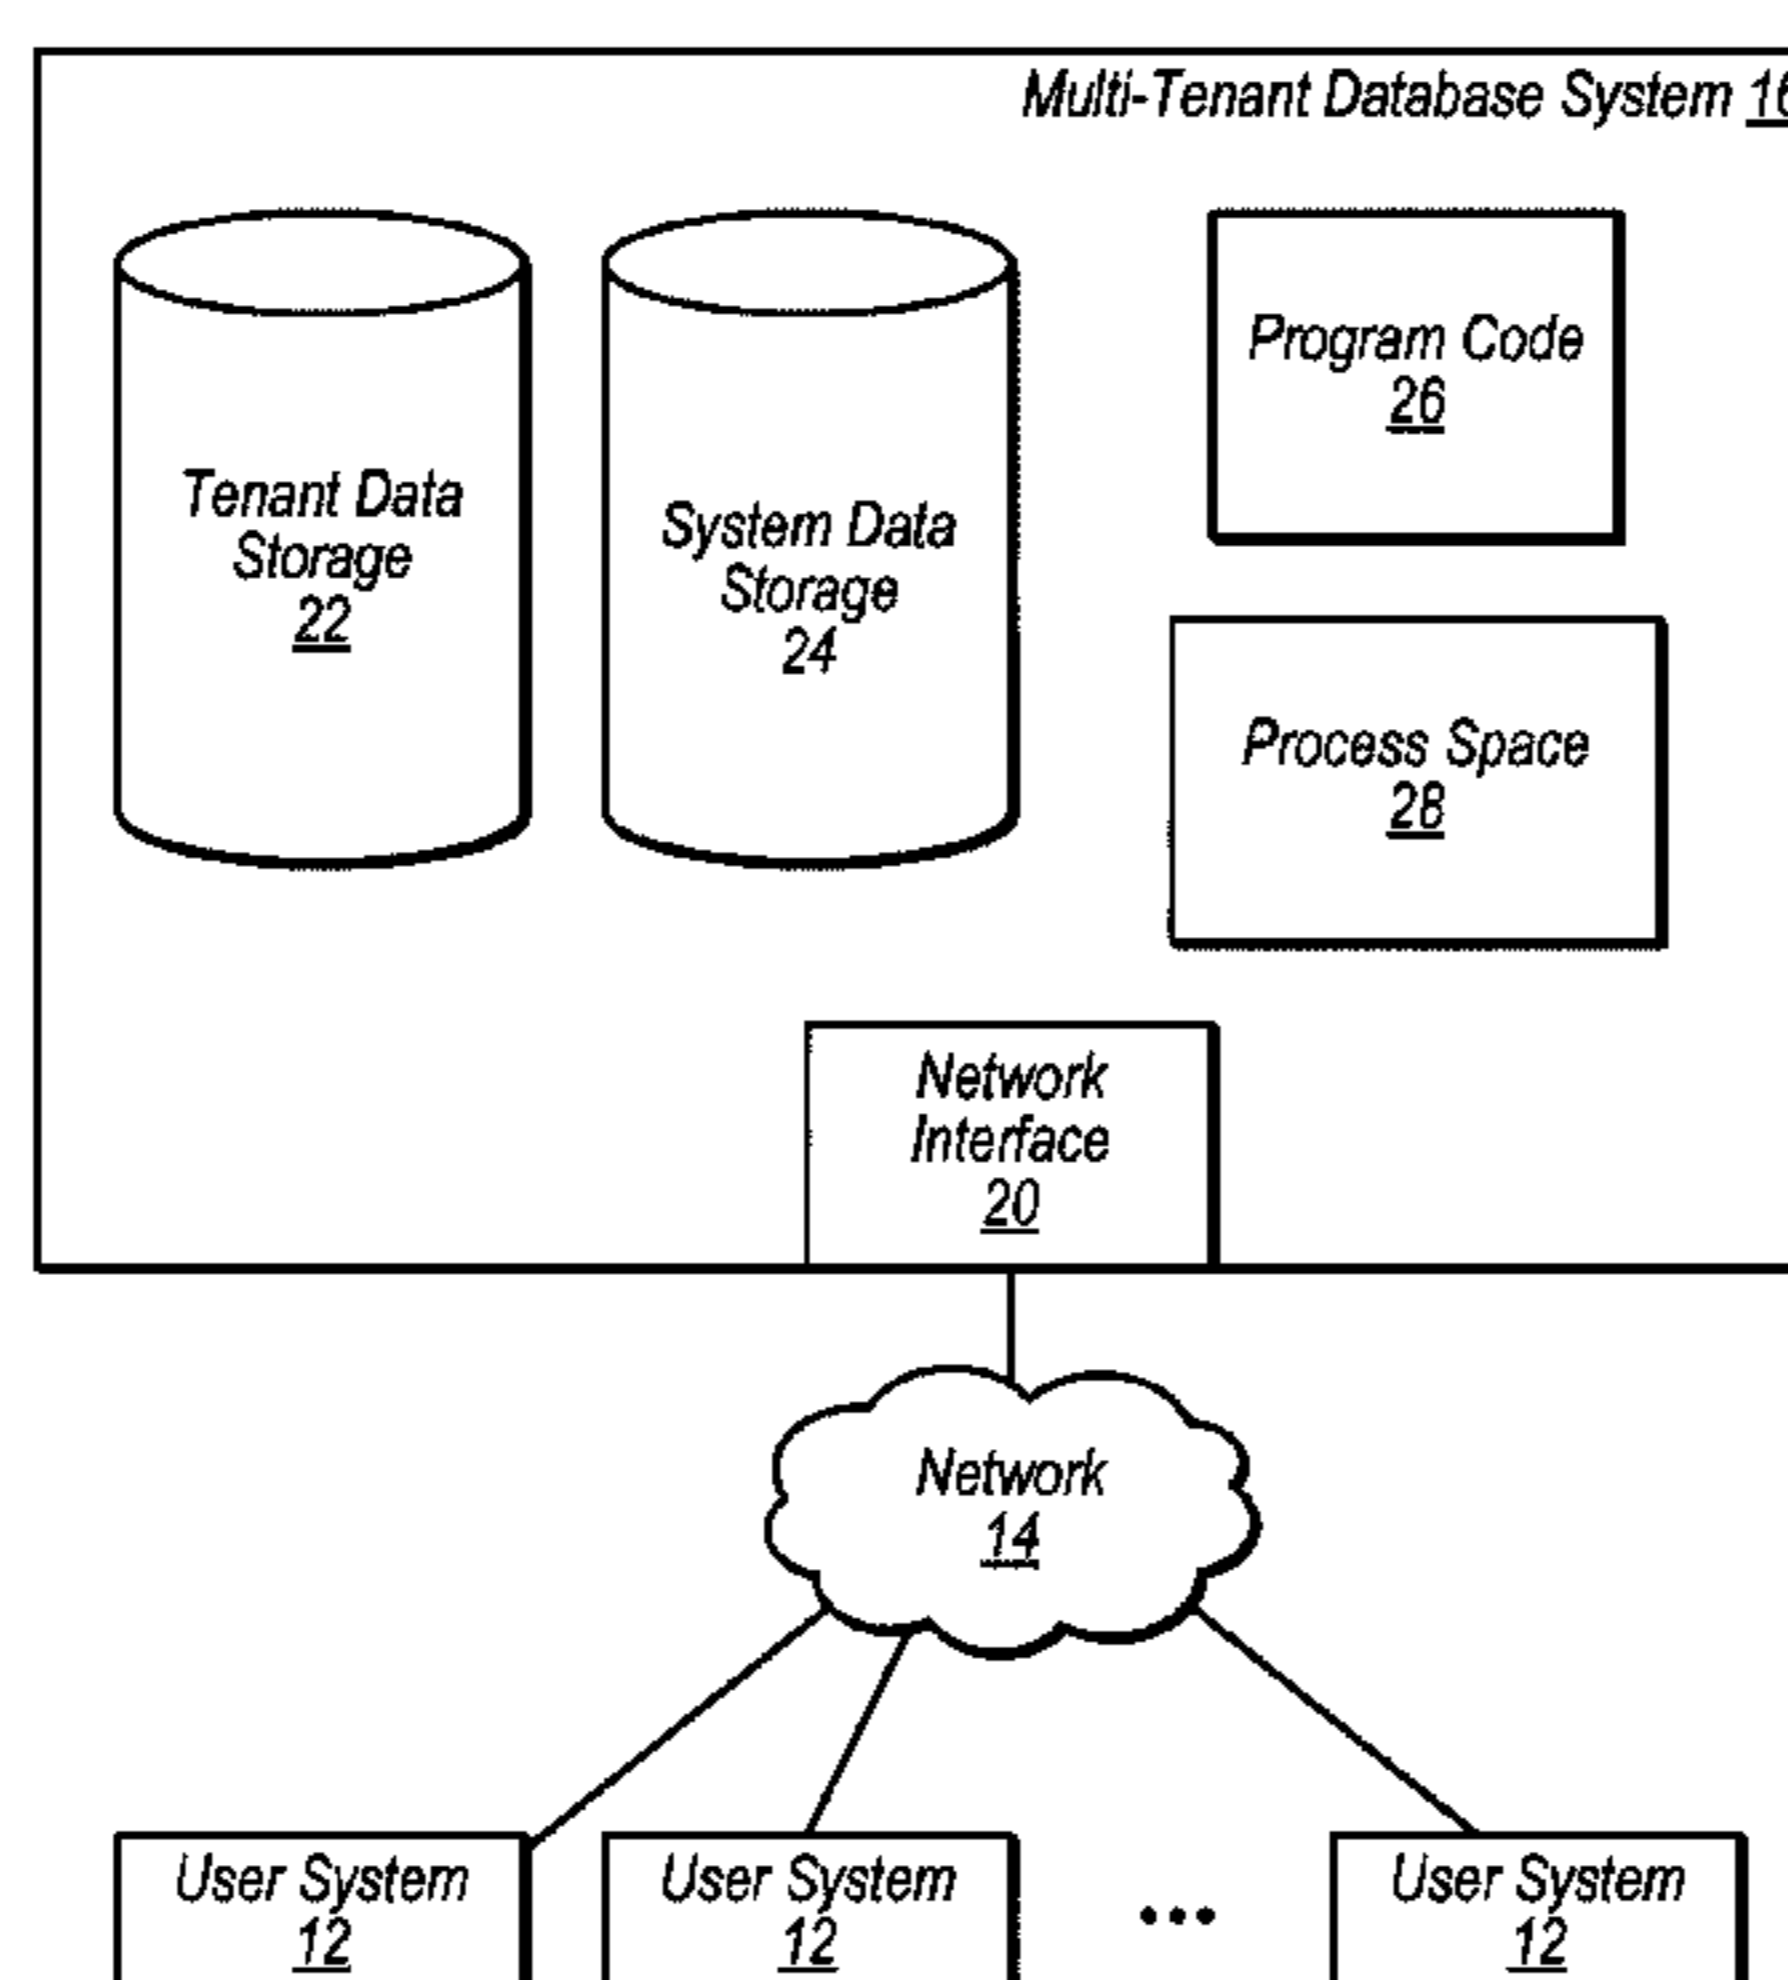 Multi-Tenant Database System 16
Tenant Data
Storage
22
System Data
Storage
24
Program Code
26
Process Space
28
Network
Interface
20
Network
14
User System
12
User System
12
...
User System
12